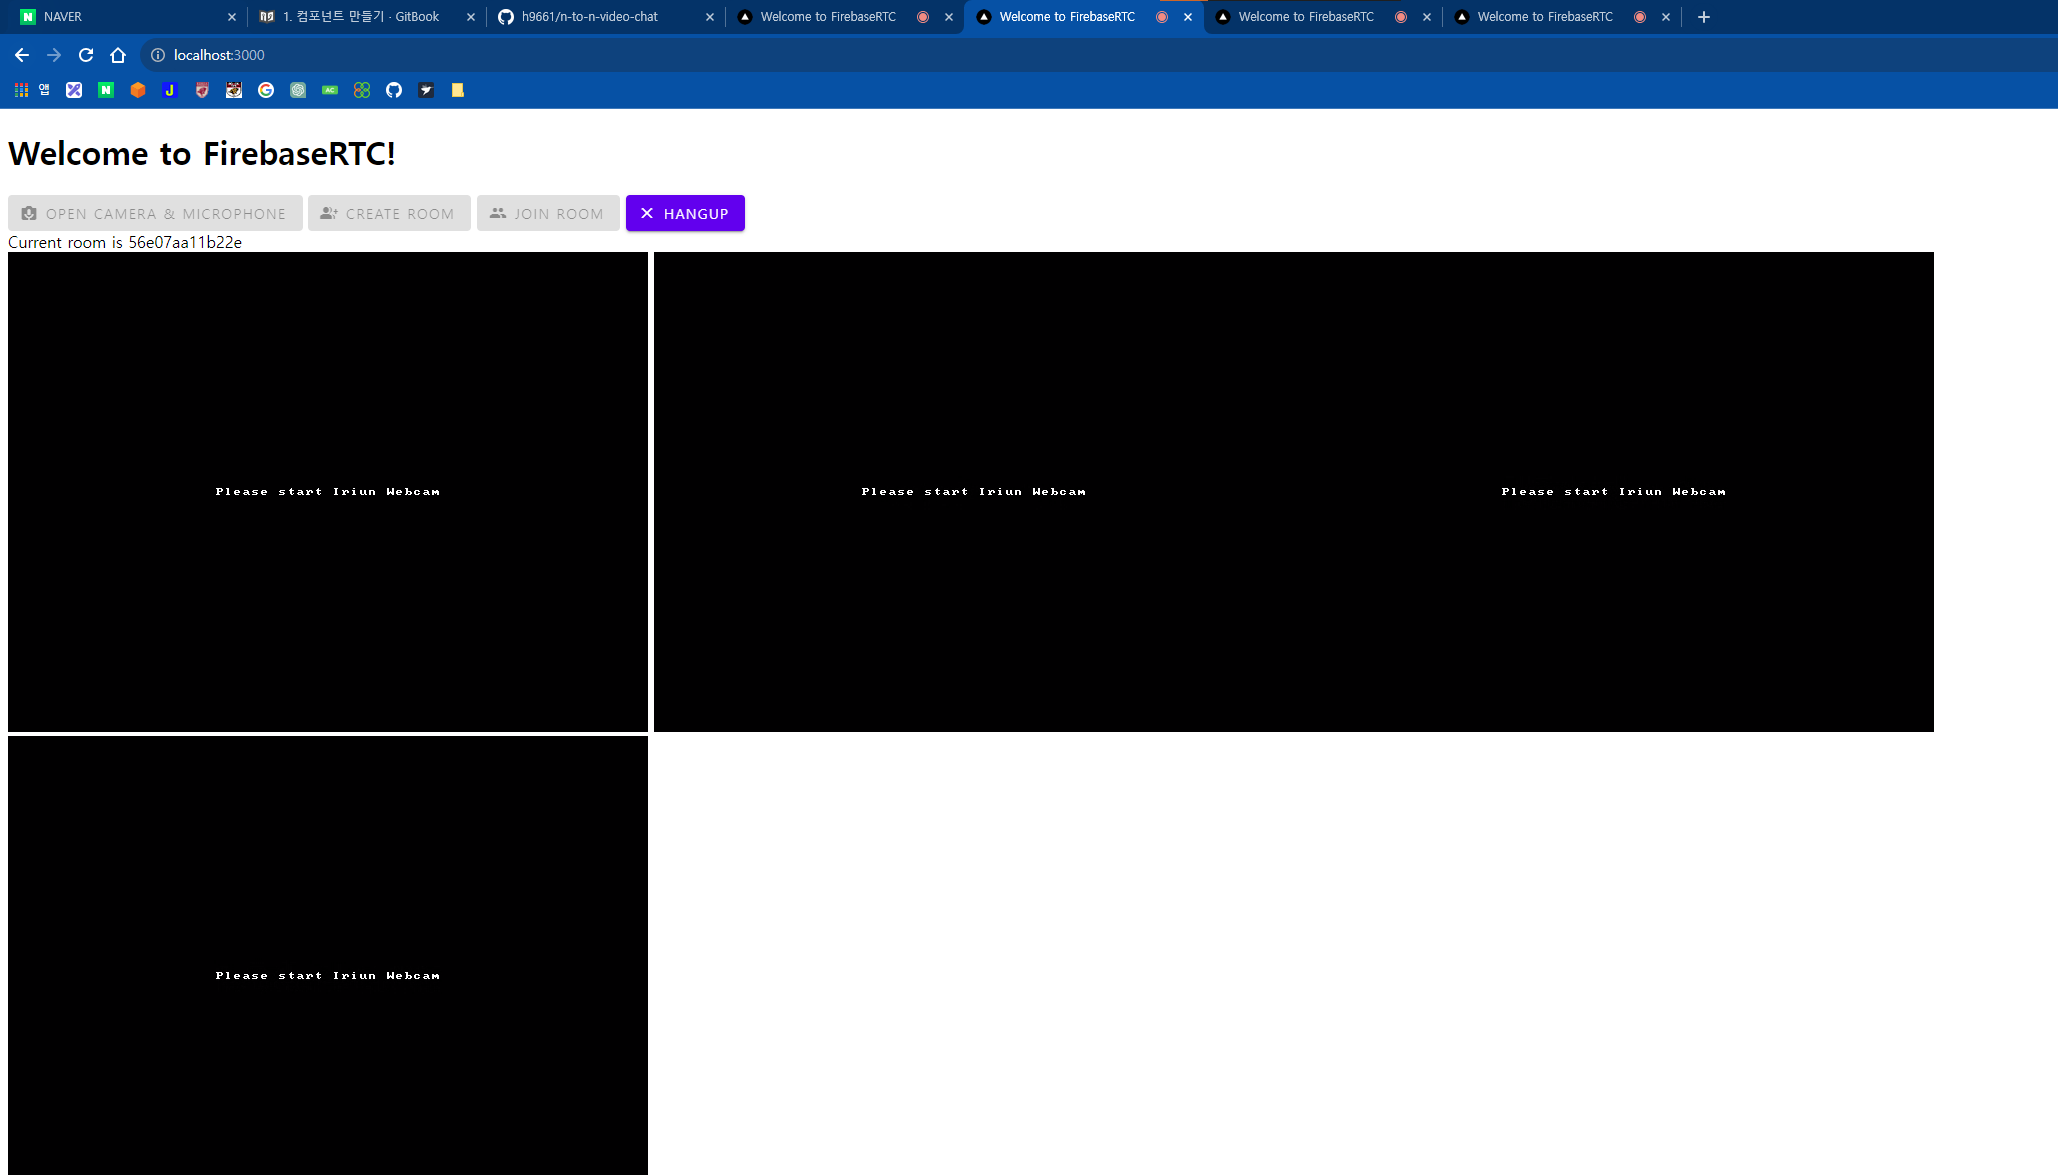 NAVER
1. 컴포넌트 만들기 · GitBook
h9661/n-to-n-video-chat
Welcome to FirebaseRTC
Welcome to FirebaseRTC
Welcome to FirebaseRTC
Welcome to FirebaseRTC
localhost:3000
앱
N
J
G
AC
Welcome to FirebaseRTC!
OPEN CAMERA & MICROPHONE
CREATE ROOM
JOIN ROOM
HANGUP
Current room is 56e07aa11b22e
Please start Iriun Webcam
Please start Iriun Webcam
Please start Iriun Webcam
Please start Iriun Webcam